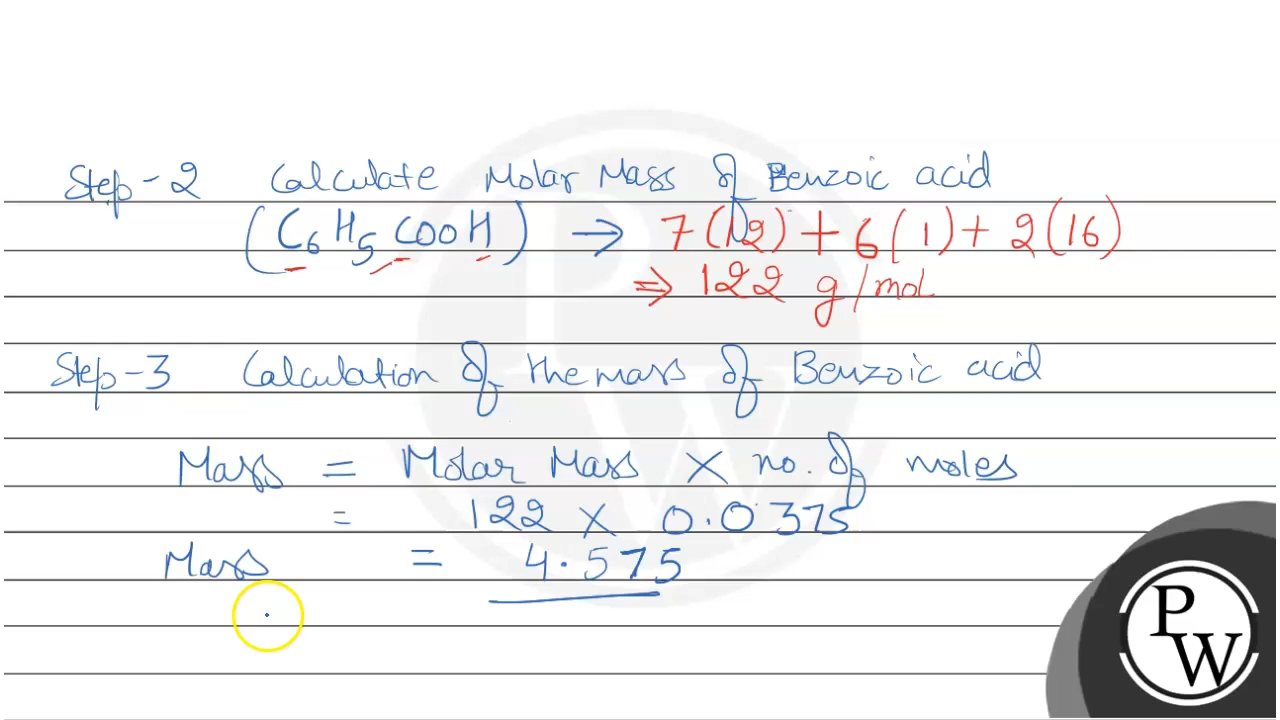 Step-2 Calculate Molar Mass of Benzoic acid
(C6H5COOH) → 7(12) + 6(1) + 2(16)
⇒ 122 g/mol
Step-3 Calculation of the mass of Benzoic acid
Mass = Molar Mass × no. of moles
= 122 × 0.0375
Mass = 4.575
PW